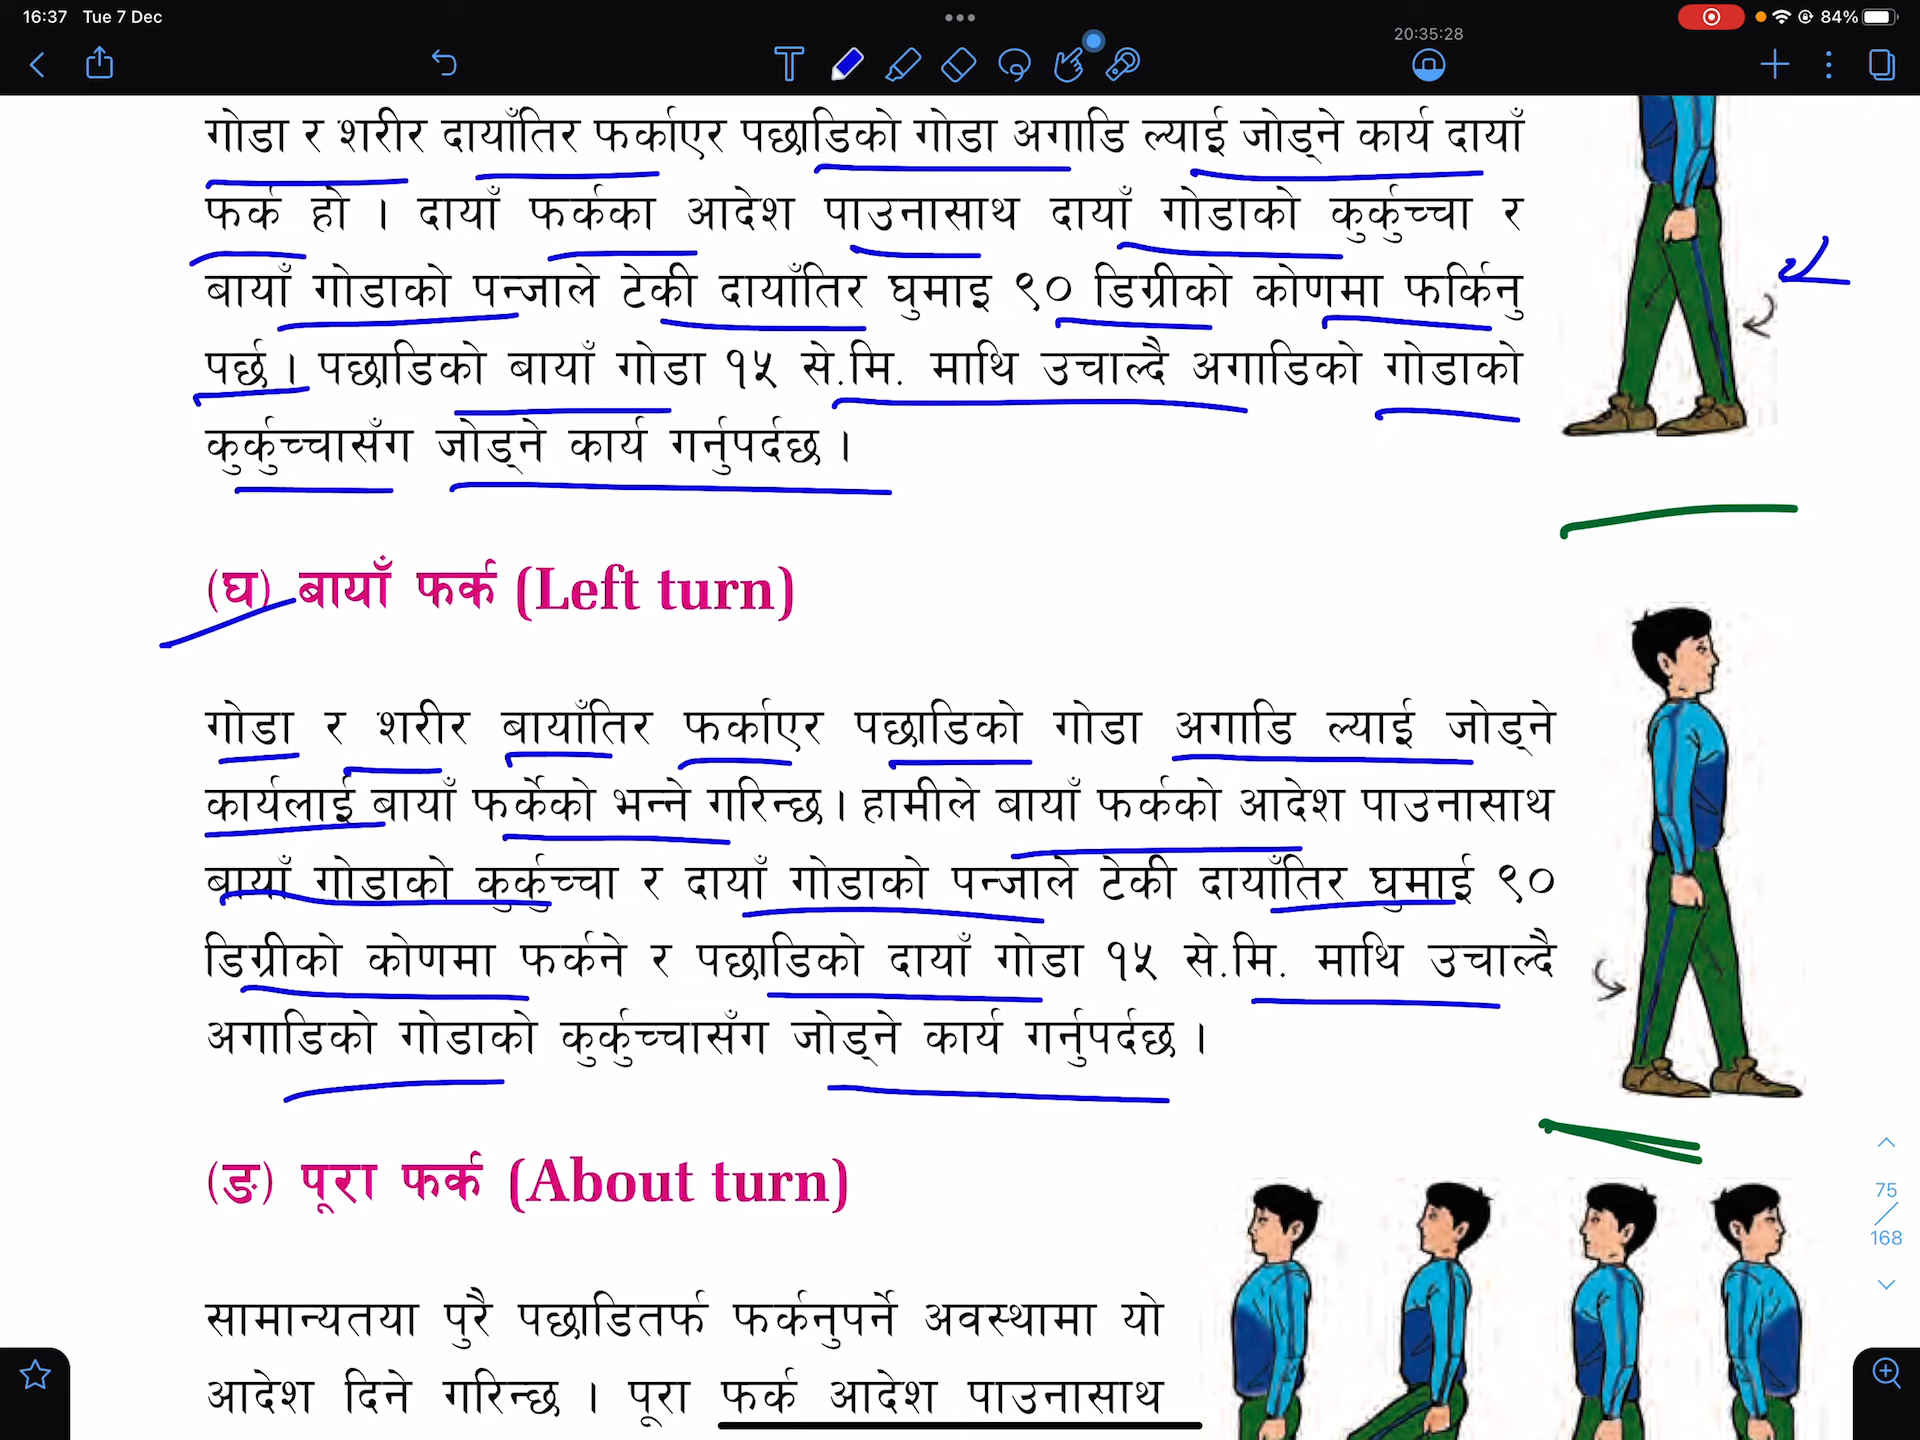 16:37 Tue 7 Dec
84%
20:35:28
गोडा र शरीर दायाँतिर फर्काएर पछाडिको गोडा अगाडि ल्याई जोड्ने कार्य दायाँ
फर्क हो । दायाँ फर्कका आदेश पाउनासाथ दायाँ गोडाको कुर्कुच्चा र
बायाँ गोडाको पन्जाले टेकी दायाँतिर घुमाइ ९० डिग्रीको कोणमा फर्किनु
पर्छ । पछाडिको बायाँ गोडा १५ से.मि. माथि उचाल्दै अगाडिको गोडाको
कुर्कुच्चासँग जोड्ने कार्य गर्नुपर्दछ ।
(घ) बायाँ फर्क (Left turn)
गोडा र शरीर बायाँतिर फर्काएर पछाडिको गोडा अगाडि ल्याई जोड्ने
कार्यलाई बायाँ फर्केको भन्ने गरिन्छ । हामीले बायाँ फर्कको आदेश पाउनासाथ
बायाँ गोडाको कुर्कुच्चा र दायाँ गोडाको पन्जाले टेकी दायाँतिर घुमाई ९०
डिग्रीको कोणमा फर्कने र पछाडिको दायाँ गोडा १५ से.मि. माथि उचाल्दै
अगाडिको गोडाको कुर्कुच्चासँग जोड्ने कार्य गर्नुपर्दछ ।
(ङ) पूरा फर्क (About turn)
सामान्यतया पुरै पछाडितर्फ फर्कनुपर्ने अवस्थामा यो
आदेश दिने गरिन्छ । पूरा फर्क आदेश पाउनासाथ
75
/
168